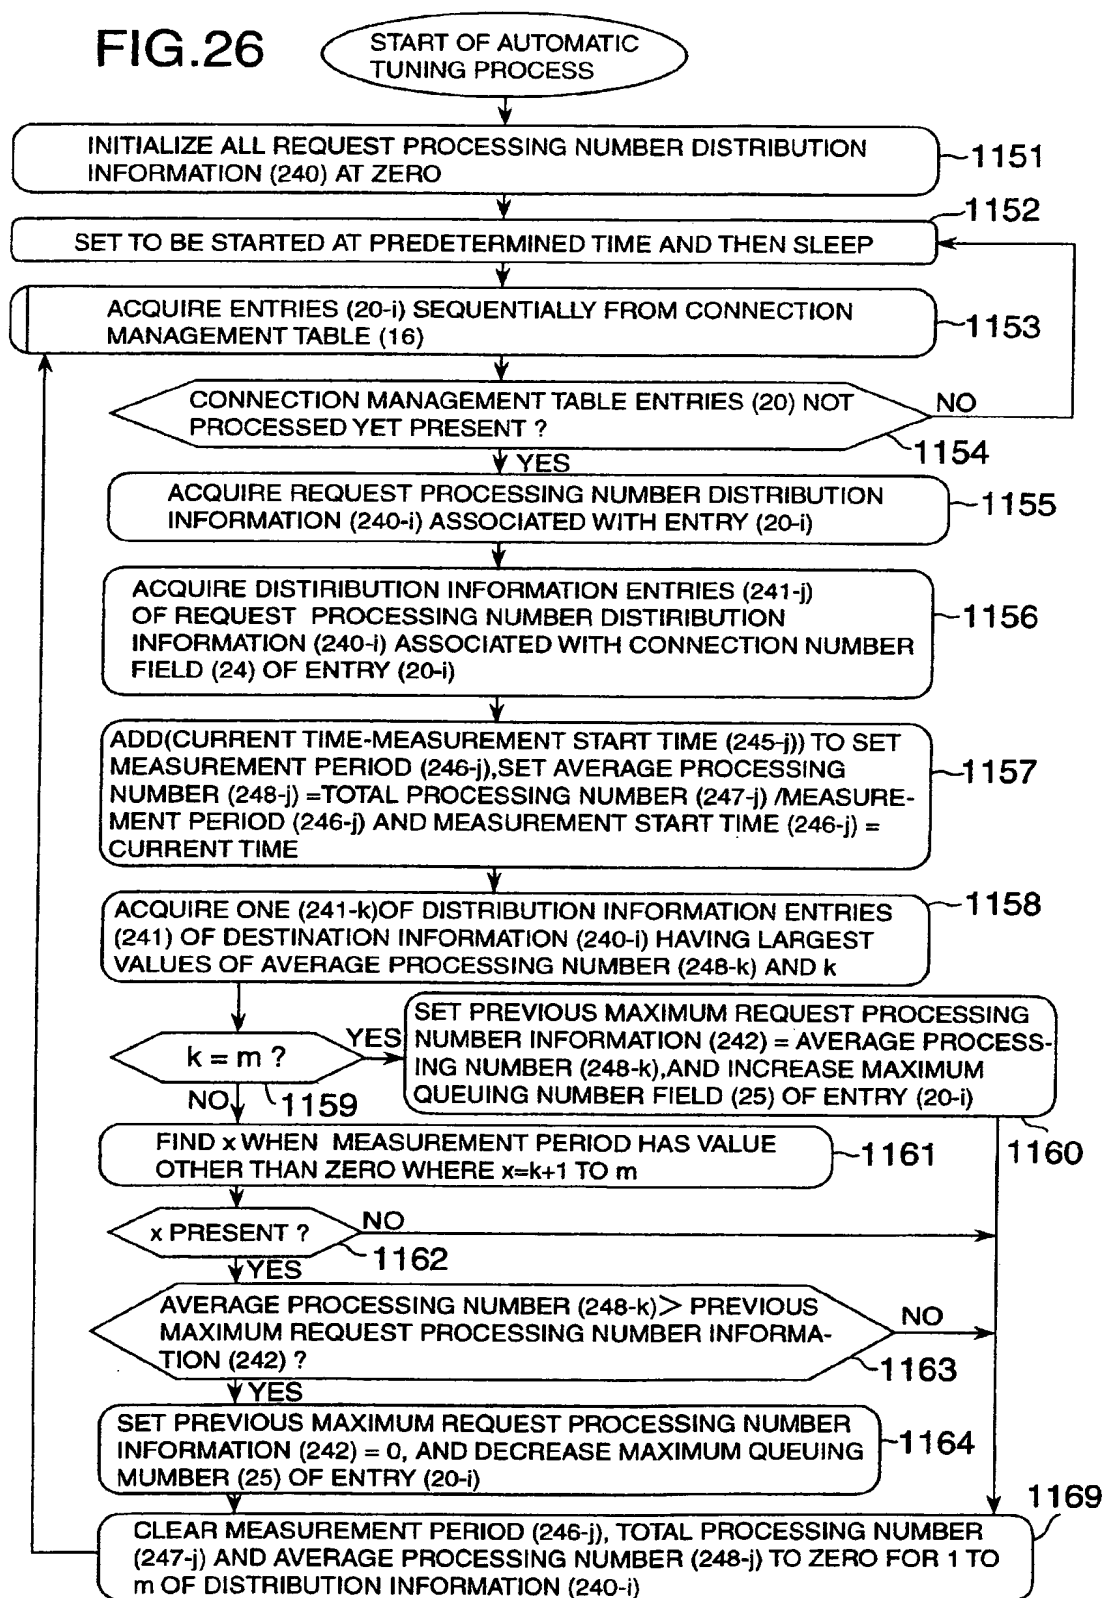 FIG.26
START OF AUTOMATIC
TUNING PROCESS
INITIALIZE ALL REQUEST PROCESSING NUMBER DISTRIBUTION
INFORMATION (240) AT ZERO
1151
1152
SET TO BE STARTED AT PREDETERMINED TIME AND THEN SLEEP
ACQUIRE ENTRIES (20-i) SEQUENTIALLY FROM CONNECTION
MANAGEMENT TABLE (16)
1153
CONNECTION MANAGEMENT TABLE ENTRIES (20) NOT
PROCESSED YET PRESENT ?
NO
1154
YES
ACQUIRE REQUEST PROCESSING NUMBER DISTRIBUTION
INFORMATION (240-i) ASSOCIATED WITH ENTRY (20-i)
1155
ACQUIRE DISTIRIBUTION INFORMATION ENTRIES (241-j)
OF REQUEST PROCESSING NUMBER DISTIRIBUTION
INFORMATION (240-i) ASSOCIATED WITH CONNECTION NUMBER
FIELD (24) OF ENTRY (20-i)
1156
ADD(CURRENT TIME-MEASUREMENT START TIME (245-j)) TO SET
MEASUREMENT PERIOD (246-j),SET AVERAGE PROCESSING
NUMBER (248-j) =TOTAL PROCESSING NUMBER (247-j) /MEASURE-
MENT PERIOD (246-j) AND MEASUREMENT START TIME (246-j) =
CURRENT TIME
1157
ACQUIRE ONE (241-k)OF DISTRIBUTION INFORMATION ENTRIES
(241) OF DESTINATION INFORMATION (240-i) HAVING LARGEST
VALUES OF AVERAGE PROCESSING NUMBER (248-k) AND k
1158
k = m ?
YES
NO
1159
SET PREVIOUS MAXIMUM REQUEST PROCESSING
NUMBER INFORMATION (242) = AVERAGE PROCESS-
ING NUMBER (248-k),AND INCREASE MAXIMUM
QUEUING NUMBER FIELD (25) OF ENTRY (20-i)
1160
FIND x WHEN MEASUREMENT PERIOD HAS VALUE
OTHER THAN ZERO WHERE x=k+1 TO m
1161
x PRESENT ?
NO
1162
YES
AVERAGE PROCESSING NUMBER (248-k)> PREVIOUS
MAXIMUM REQUEST PROCESSING NUMBER INFORMA-
TION (242) ?
NO
1163
YES
SET PREVIOUS MAXIMUM REQUEST PROCESSING NUMBER
INFORMATION (242) = 0, AND DECREASE MAXIMUM QUEUING
MUMBER (25) OF ENTRY (20-i)
1164
1169
CLEAR MEASUREMENT PERIOD (246-j), TOTAL PROCESSING NUMBER
(247-j) AND AVERAGE PROCESSING NUMBER (248-j) TO ZERO FOR 1 TO
m OF DISTRIBUTION INFORMATION (240-i)